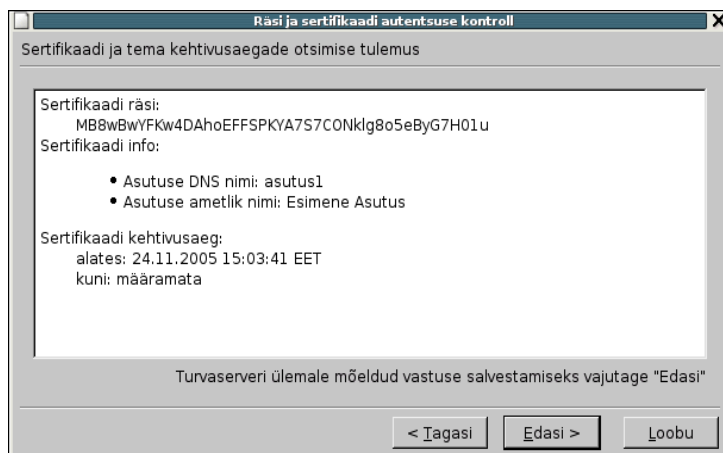 Räsi ja sertifikaadi autentsuse kontroll
Sertifikaadi ja tema kehtivusaegade otsimise tulemus
Sertifikaadi räsi:
MB8wBwYFKw4DAhoEFFSPKYA7S7CONklg8o5eByG7H01u
Sertifikaadi info:
• Asutuse DNS nimi: asutus1
• Asutuse ametlik nimi: Esimene Asutus
Sertifikaadi kehtivusaeg:
alates: 24.11.2005 15:03:41 EET
kuni: määramata
Turvaserveri ülemale mõeldud vastuse salvestamiseks vajutage "Edasi"
< Tagasi
Edasi >
Loobu